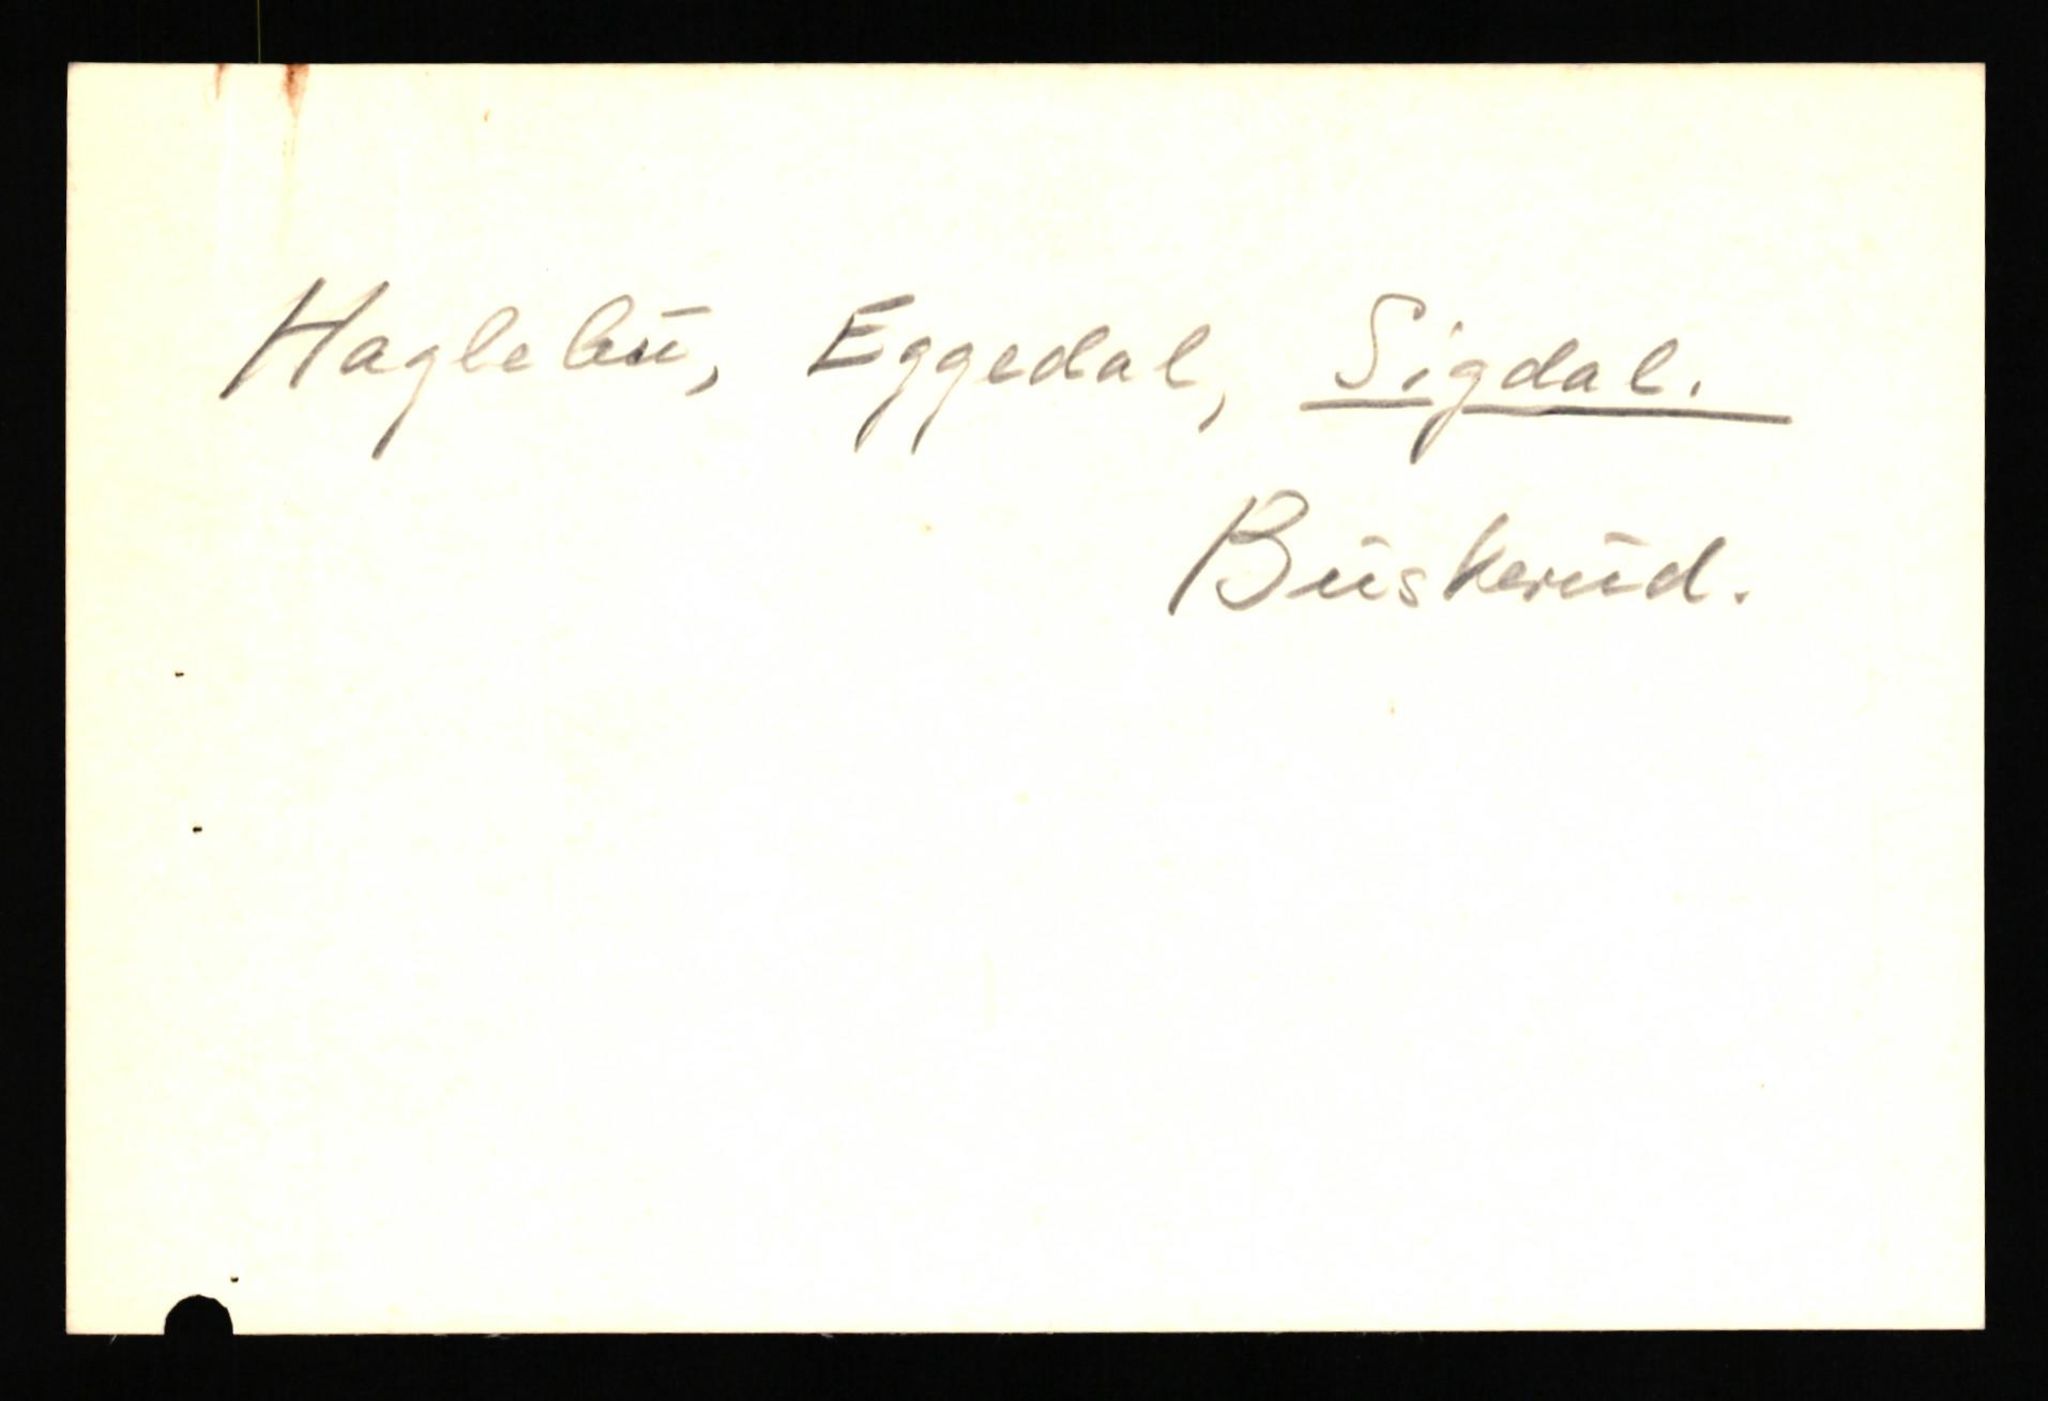 Haglebu, Eggedal, Sigdal.
Buskerud.